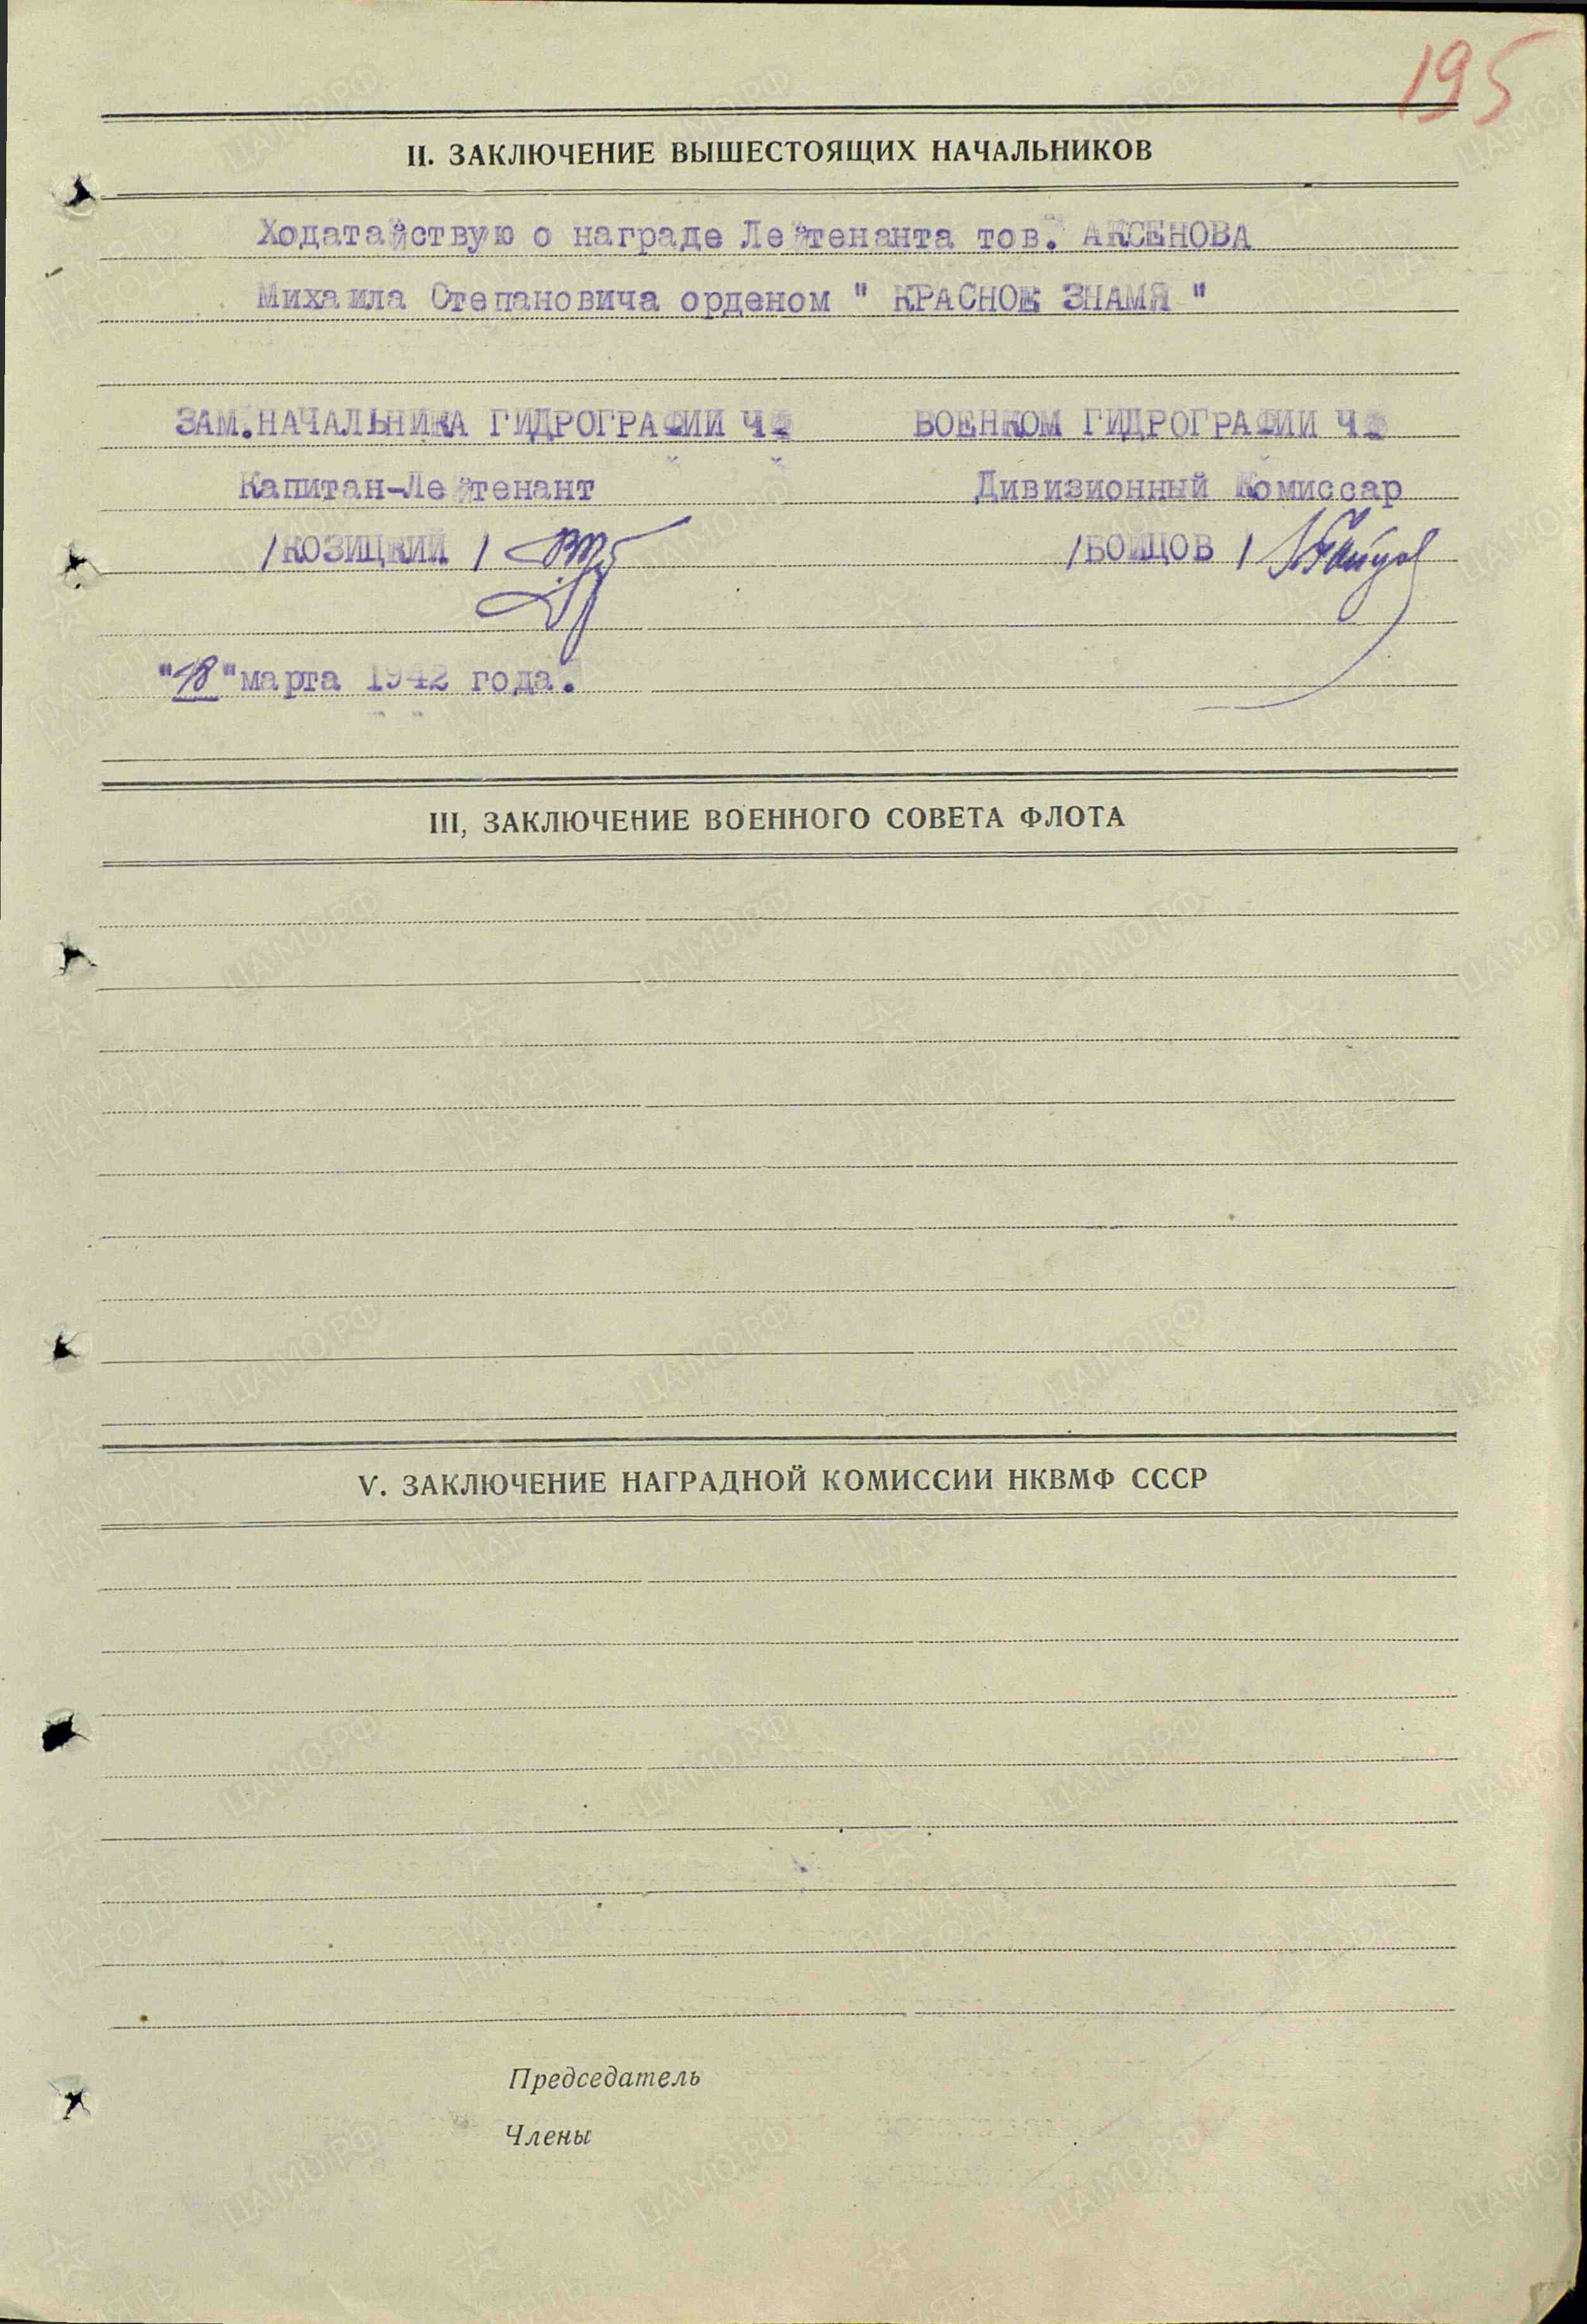 195
II. ЗАКЛЮЧЕНИЕ ВЫШЕСТОЯЩИХ НАЧАЛЬНИКОВ
Ходатайствую о награде Лейтенанта тов. АКСЕНОВА
Михаила Степановича орденом " КРАСНОЕ ЗНАМЯ "
ЗАМ.НАЧАЛЬНИКА ГИДРОГРАФИИ ЧФ ВОЕНКОМ ГИДРОГРАФИИ ЧФ
Капитан-Лейтенант Дивизионный Комиссар
/КОЗИЦКИЙ / /БОЙЦОВ /
"18" марта 1942 года.
III, ЗАКЛЮЧЕНИЕ ВОЕННОГО СОВЕТА ФЛОТА
V. ЗАКЛЮЧЕНИЕ НАГРАДНОЙ КОМИССИИ НКВМФ СССР
Председатель
Члены